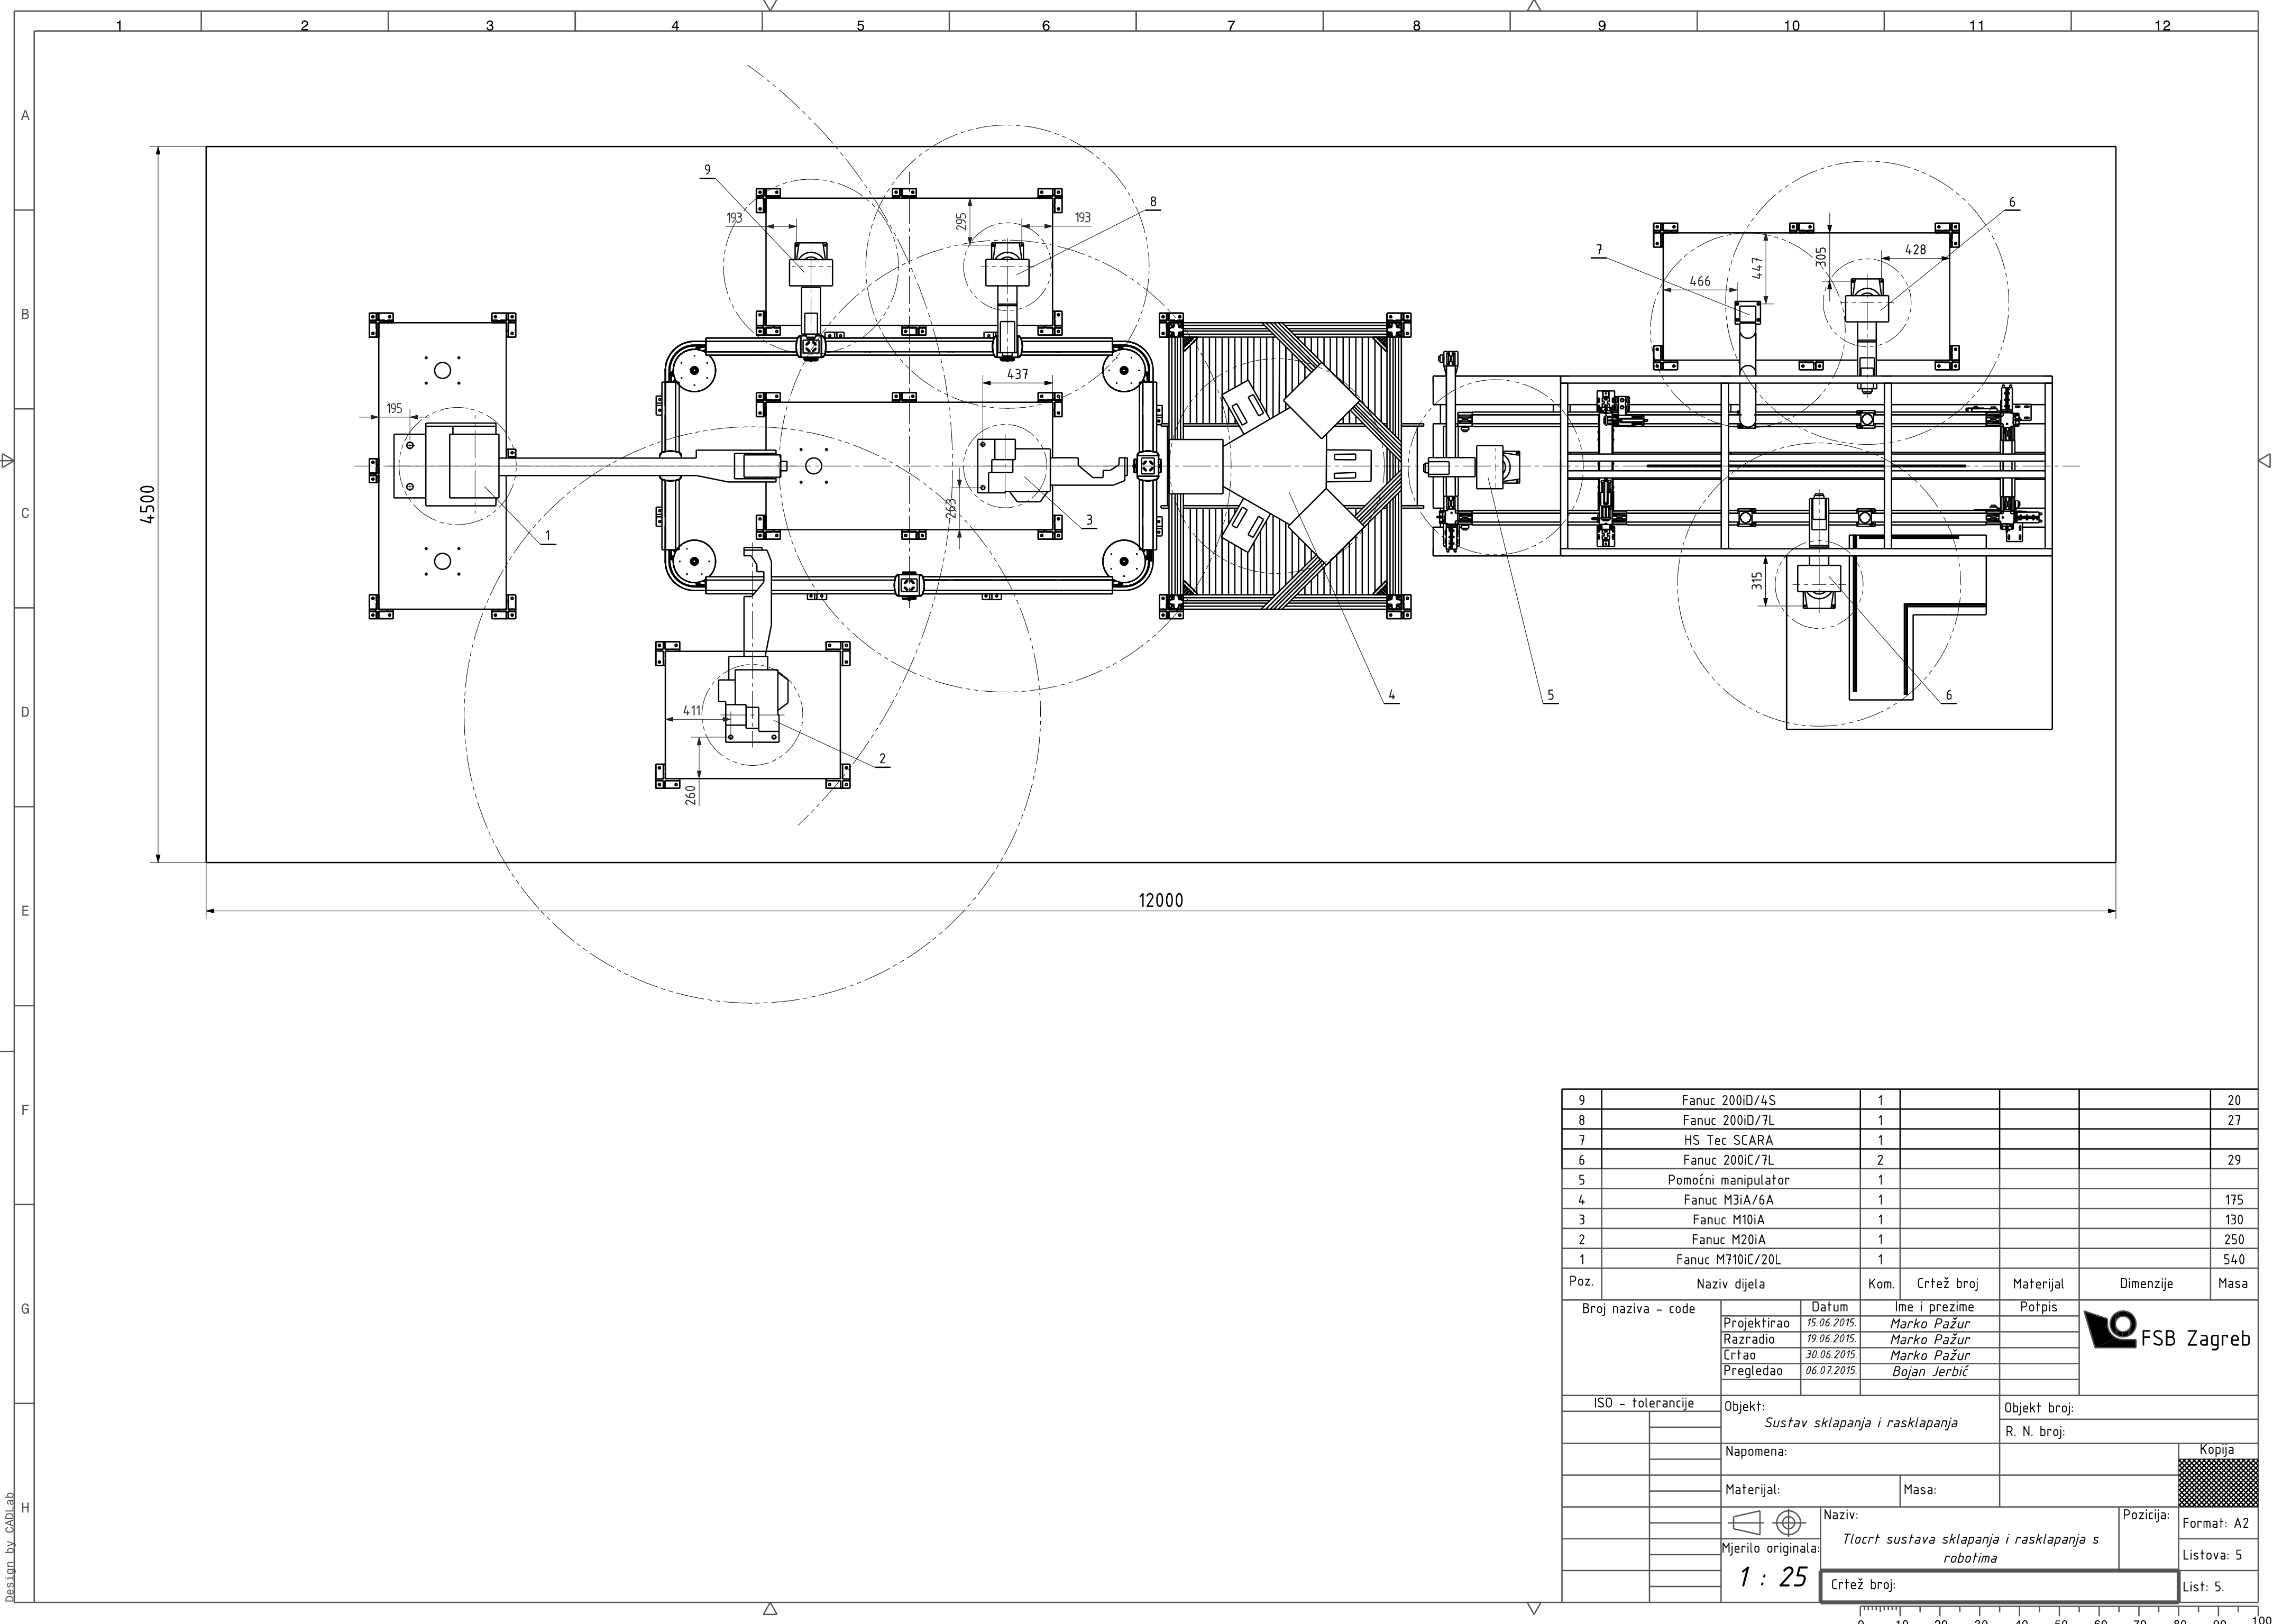 1 2 3 4 5 6 7 8 9 10 11 12
A
B
C
D
E
F
G
H
9
8
6
193
295
193
7
466
447
305
428
6
195
437
263
3
1
4500
315
411
260
2
4
5
6
12000
9 Fanuc 200iD/4S 1 20
8 Fanuc 200iD/7L 1 27
7 HS Tec SCARA 1
6 Fanuc 200iC/7L 2 29
5 Pomoćni manipulator 1
4 Fanuc M3iA/6A 1 175
3 Fanuc M10iA 1 130
2 Fanuc M20iA 1 250
1 Fanuc M710iC/20L 1 540
Poz. Naziv dijela Kom. Crtež broj Materijal Dimenzije Masa
Broj naziva - code Datum Ime i prezime Potpis
Projektirao 15.06.2015. Marko Pažur
Razradio 19.06.2015. Marko Pažur
Crtao 30.06.2015. Marko Pažur
Pregledao 06.07.2015. Bojan Jerbić
FSB Zagreb
ISO - tolerancije
Objekt:
Sustav sklapanja i rasklapanja
Objekt broj:
R. N. broj:
Napomena:
Kopija
Materijal:
Masa:
Naziv:
Tlocrt sustava sklapanja i rasklapanja s
robotima
Pozicija:
Format: A2
Mjerilo originala:
1 : 25
Listova: 5
Crtež broj:
List: 5.
Design by CADLab
0 10 20 30 40 50 60 70 80 90 100